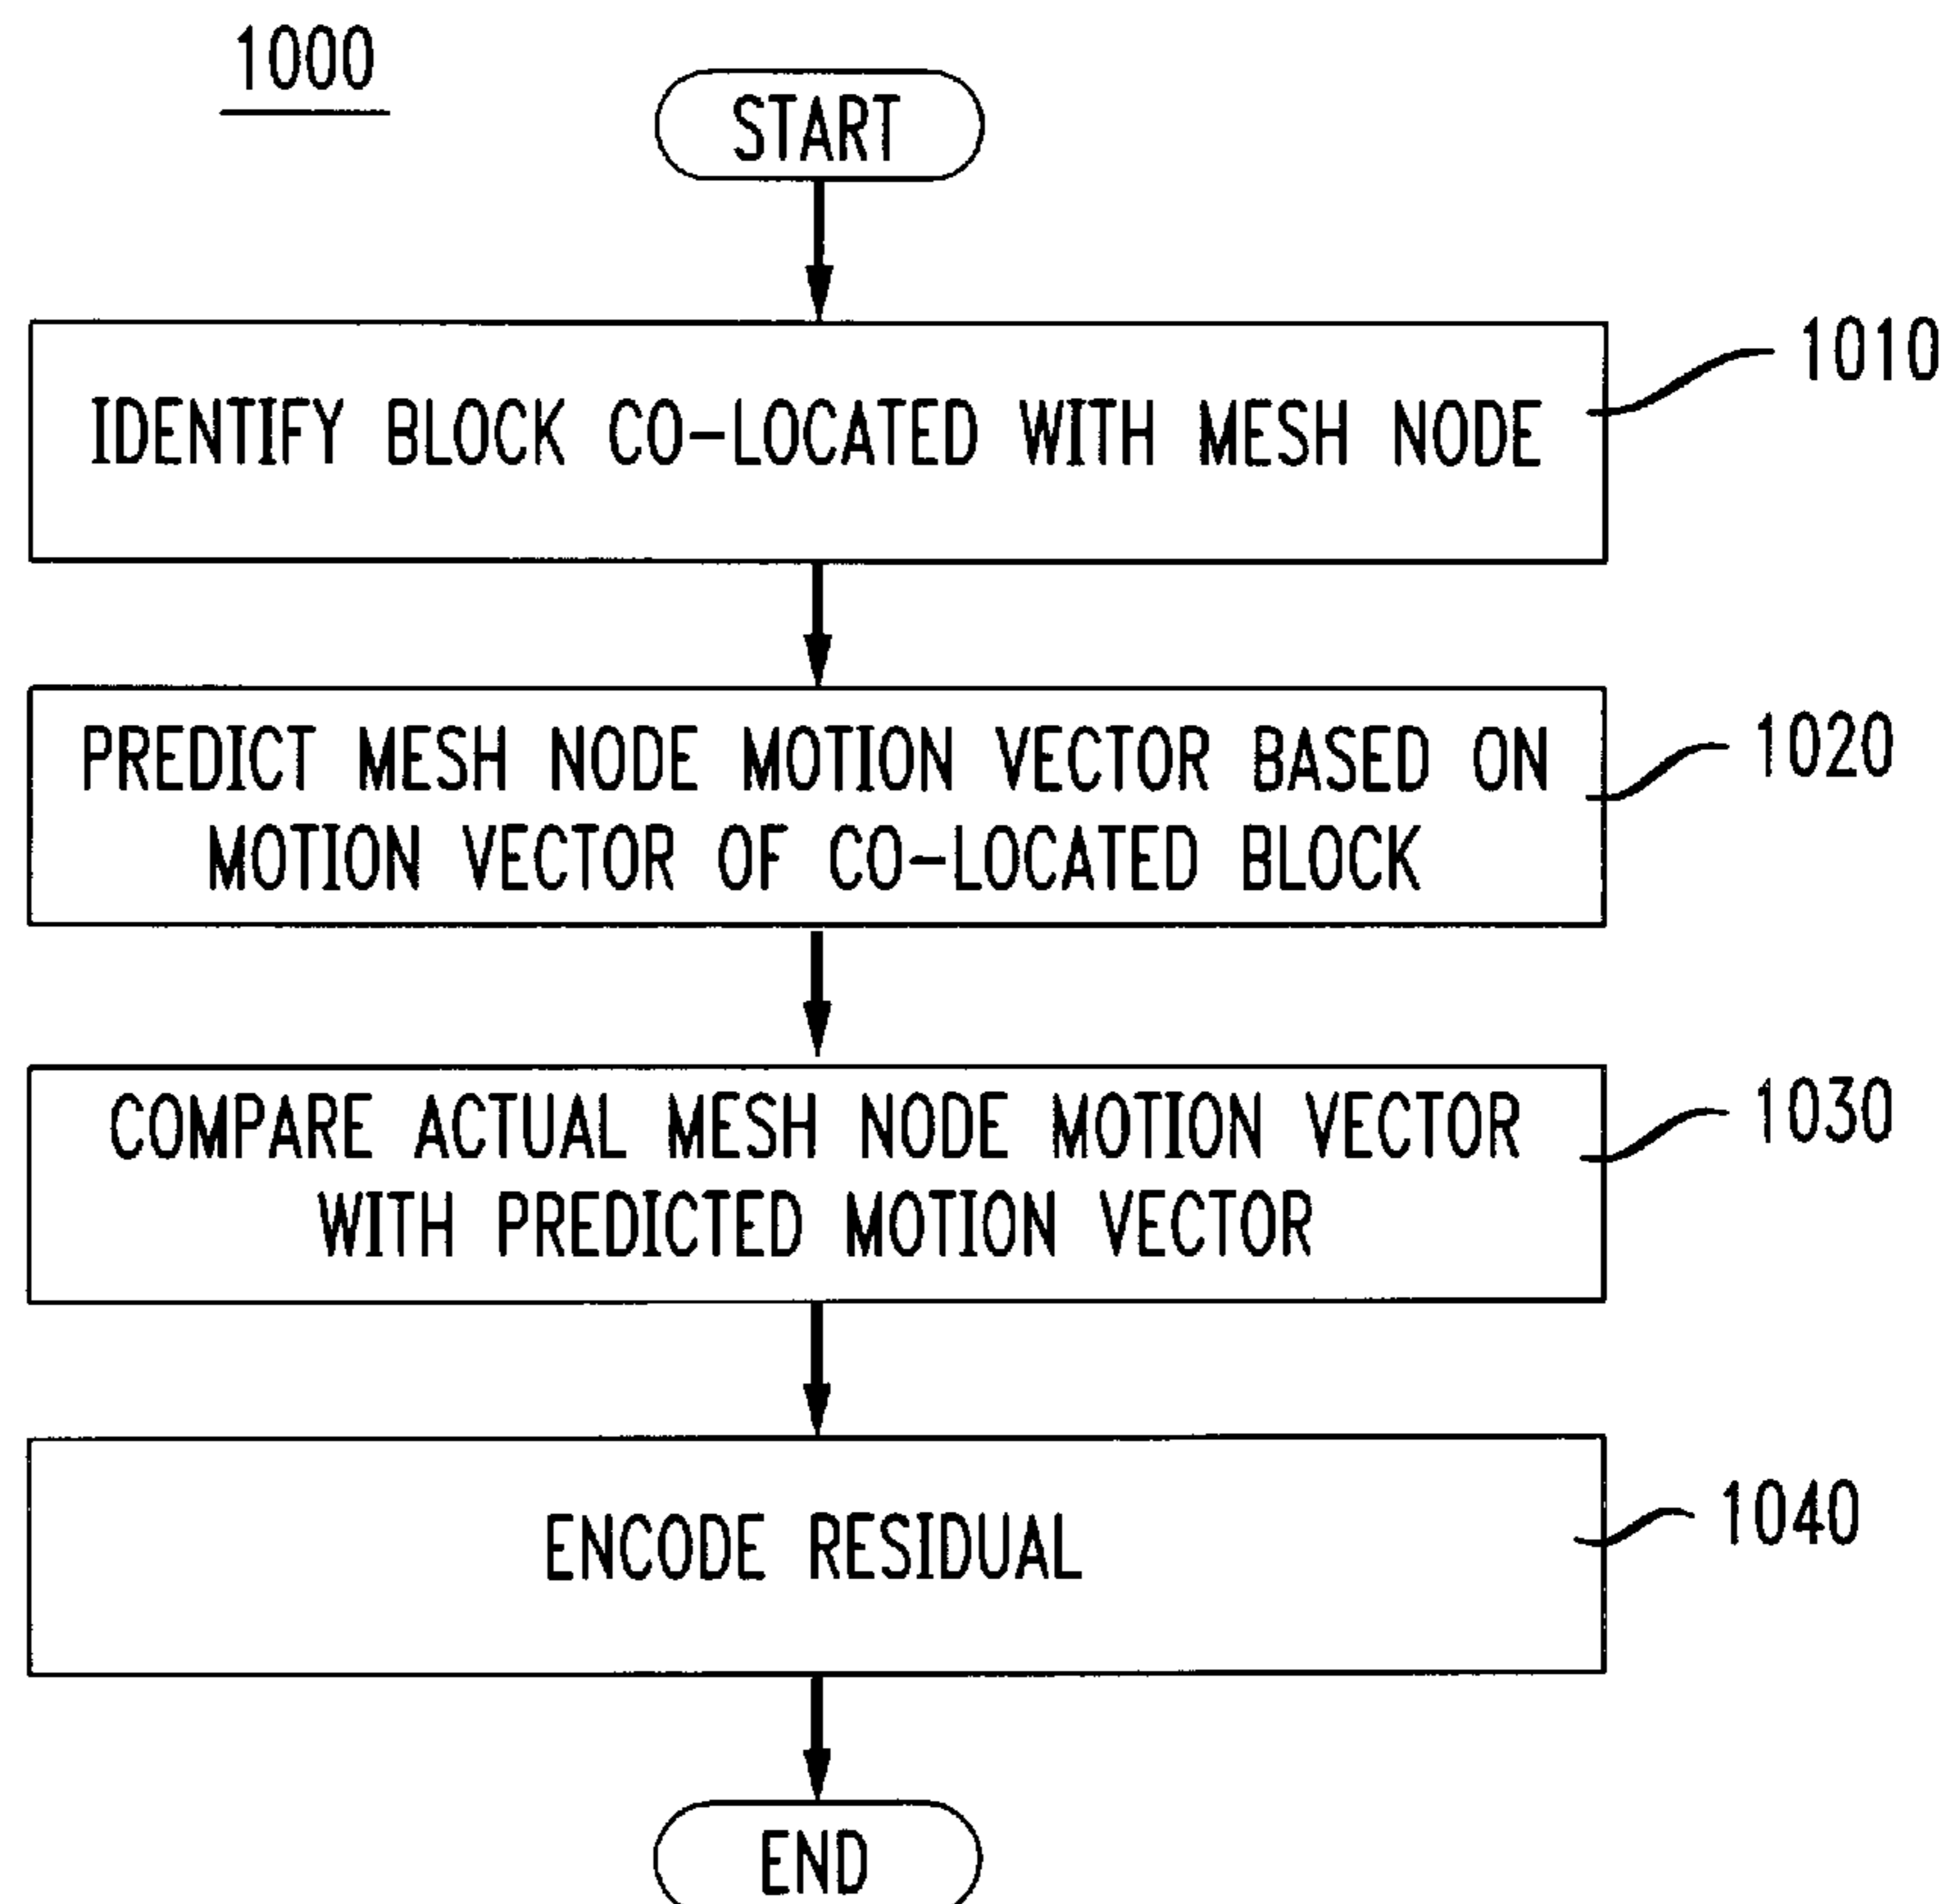 1000
START
IDENTIFY BLOCK CO-LOCATED WITH MESH NODE
1010
PREDICT MESH NODE MOTION VECTOR BASED ON
MOTION VECTOR OF CO-LOCATED BLOCK
1020
COMPARE ACTUAL MESH NODE MOTION VECTOR
WITH PREDICTED MOTION VECTOR
1030
ENCODE RESIDUAL
1040
END